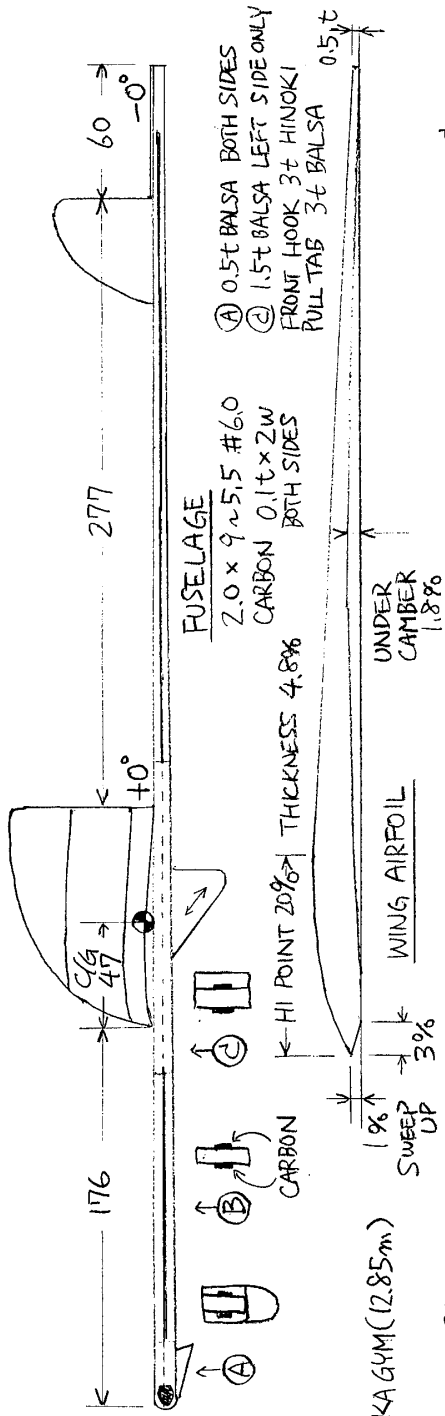 176
277
60
C/G
47
+0°
-0°
Ⓐ
Ⓑ
Ⓒ
CARBON
FUSELAGE
2.0 × 9~5.5 #6.0
CARBON 0.1t × 2W
BOTH SIDES
Ⓐ 0.5t BALSA BOTH SIDES
Ⓒ 1.5t BALSA LEFT SIDE ONLY
FRONT HOOK 3t HINOKI
PULL TAB 3t BALSA
HI POINT 20%
THICKNESS 4.8%
0.5t
1%
SWEEP
UP
3%
WING AIRFOIL
UNDER
CAMBER
1.8%
KA GYM (12.85m)